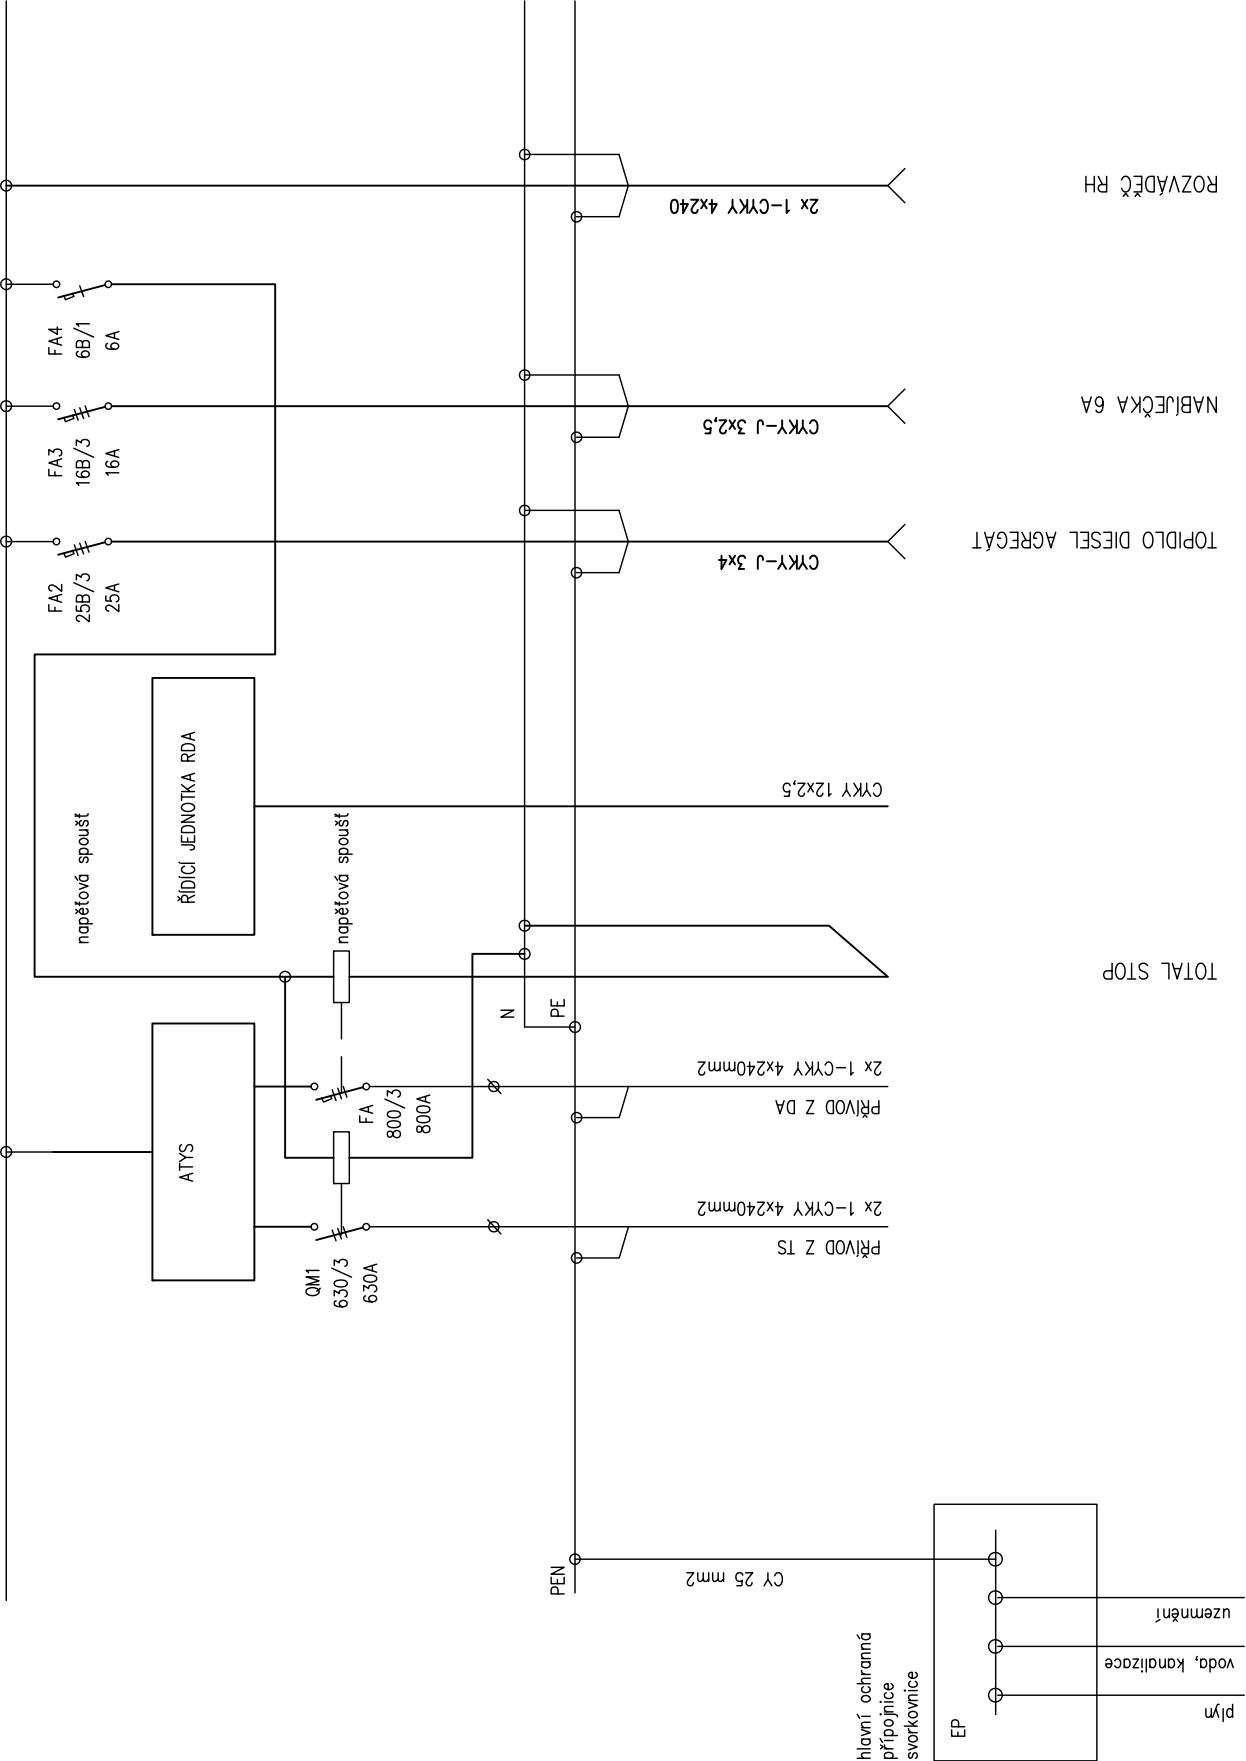 ROZVÁDĚČ RH
2x 1-CYKY 4x240
FA4
6B/1
6A
NABÍJEČKA 6A
CYKY-J 3x2,5
FA3
16B/3
16A
TOPIDLO DIESEL AGREGÁT
CYKY-J 3x4
FA2
25B/3
25A
ŘÍDÍCÍ JEDNOTKA RDA
CYKY 12x2,5
napěťová spoušť
napěťová spoušť
TOTAL STOP
N
PE
2x 1-CYKY 4x240mm2
PŘÍVOD Z DA
FA
800/3
800A
ATYS
2x 1-CYKY 4x240mm2
PŘÍVOD Z TS
QM1
630/3
630A
PEN
CY 25 mm2
hlavní ochranná
přípojnice
svorkovnice
EP
uzemnění
voda, kanalizace
plyn